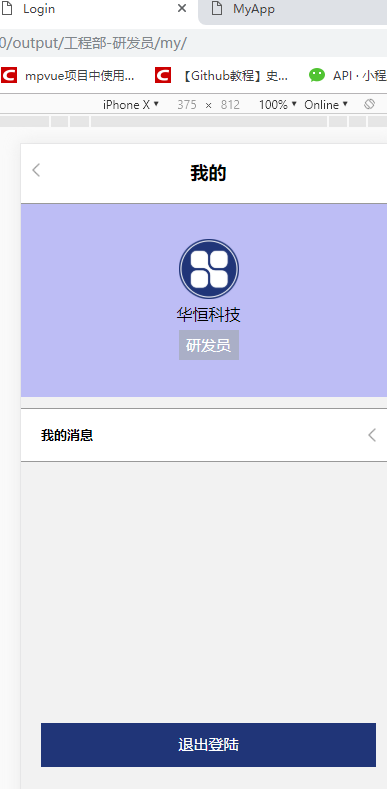 Login
MyApp
0/output/工程部-研发员/my/
mpvue项目中使用...
【Github教程】史...
API · 小程
iPhone X ▼ 375 × 812 100% ▼ Online ▼
我的
华恒科技
研发员
我的消息
退出登陆